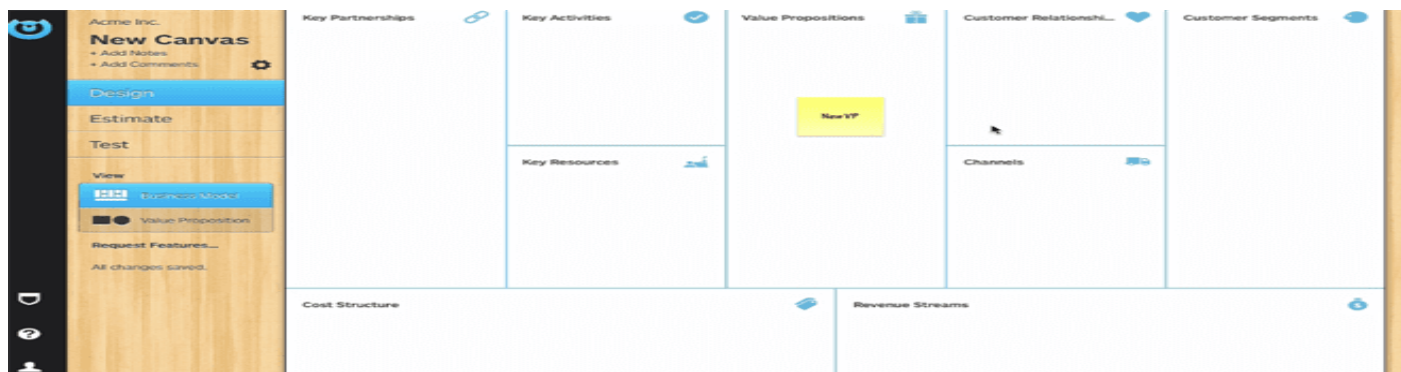 Acme Inc.
New Canvas
+ Add Notes
+ Add Comments
Design
Estimate
Test
View
Business Model
Value Proposition
Request Features...
All changes saved.
Key Partnerships
Key Activities
Value Propositions
Customer Relationshi...
Customer Segments
New VP
Key Resources
Channels
Cost Structure
Revenue Streams